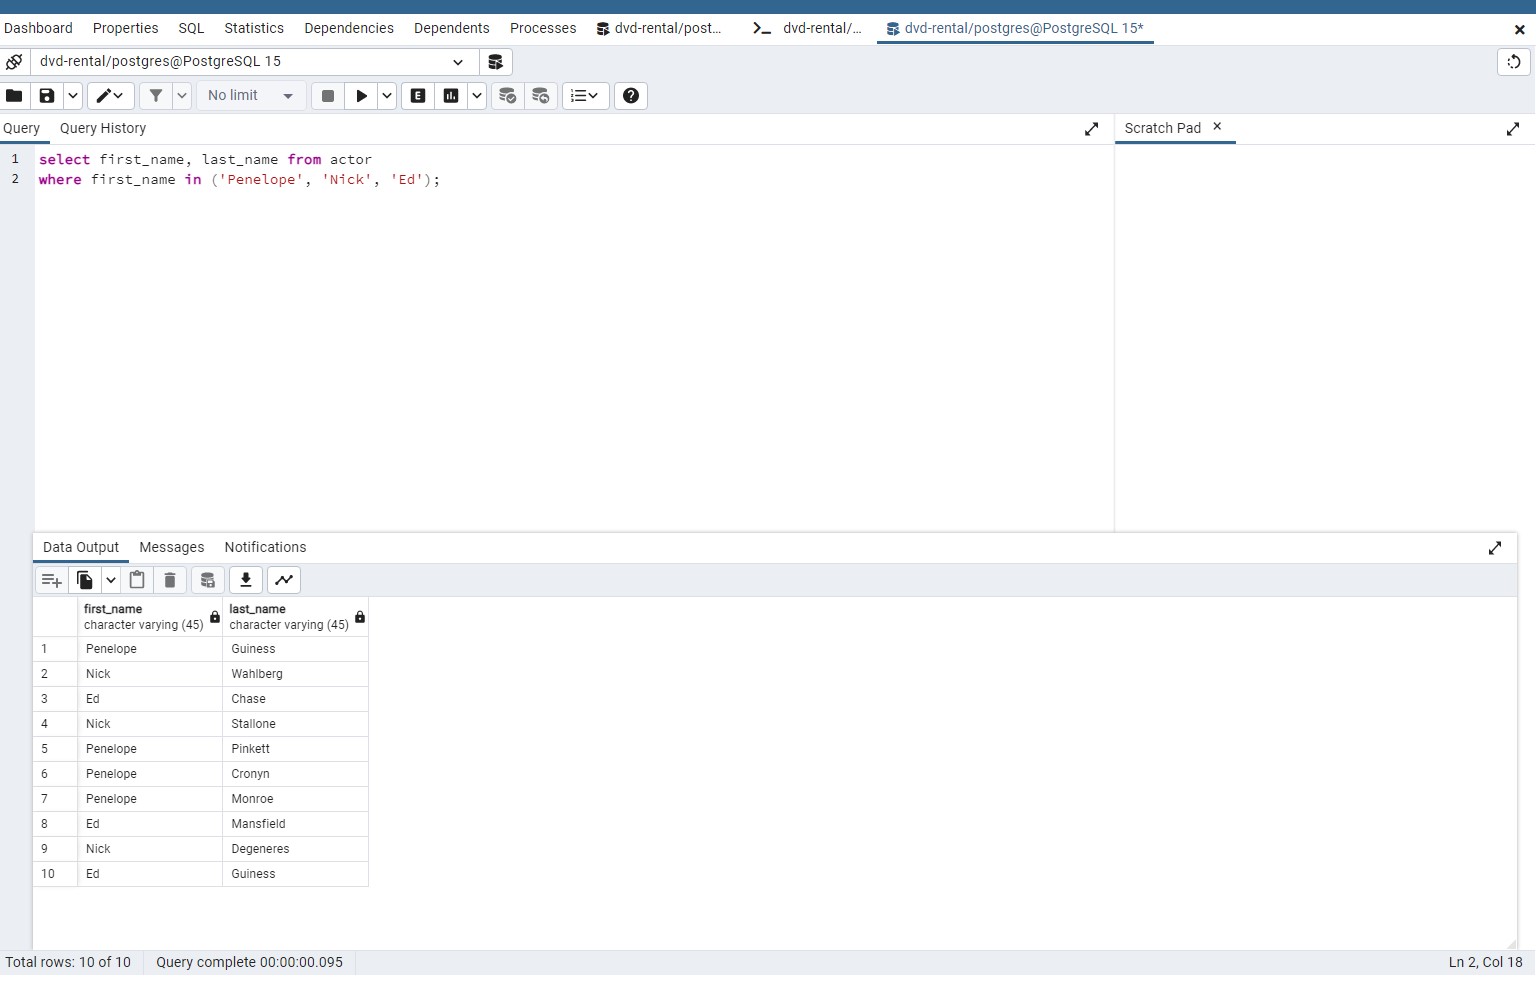 Dashboard Properties SQL Statistics Dependencies Dependents Processes dvd-rental/post... dvd-rental/... dvd-rental/postgres@PostgreSQL 15*
dvd-rental/postgres@PostgreSQL 15
No limit E
Query Query History Scratch Pad
1 select first_name, last_name from actor
2 where first_name in ('Penelope', 'Nick', 'Ed');
Data Output Messages Notifications
first_name last_name
character varying (45) character varying (45)
1 Penelope Guiness
2 Nick Wahlberg
3 Ed Chase
4 Nick Stallone
5 Penelope Pinkett
6 Penelope Cronyn
7 Penelope Monroe
8 Ed Mansfield
9 Nick Degeneres
10 Ed Guiness
Total rows: 10 of 10 Query complete 00:00:00.095 Ln 2, Col 18